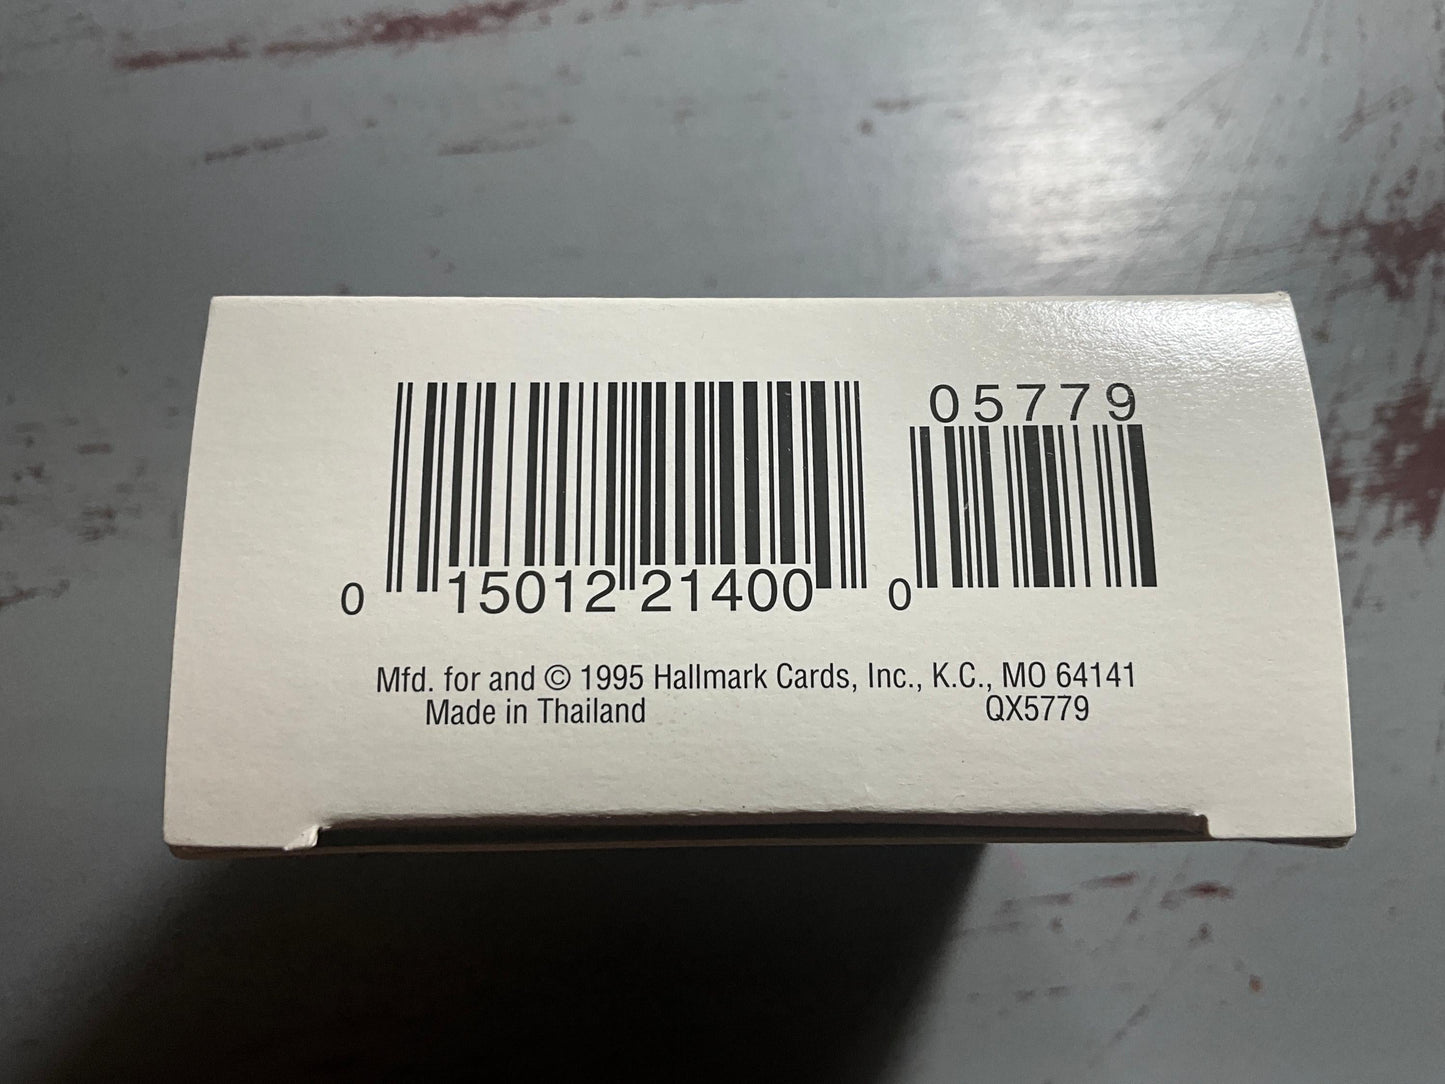 05779
0 15012 21400 0
Mfd. for and © 1995 Hallmark Cards, Inc., K.C., MO 64141
Made in Thailand QX5779